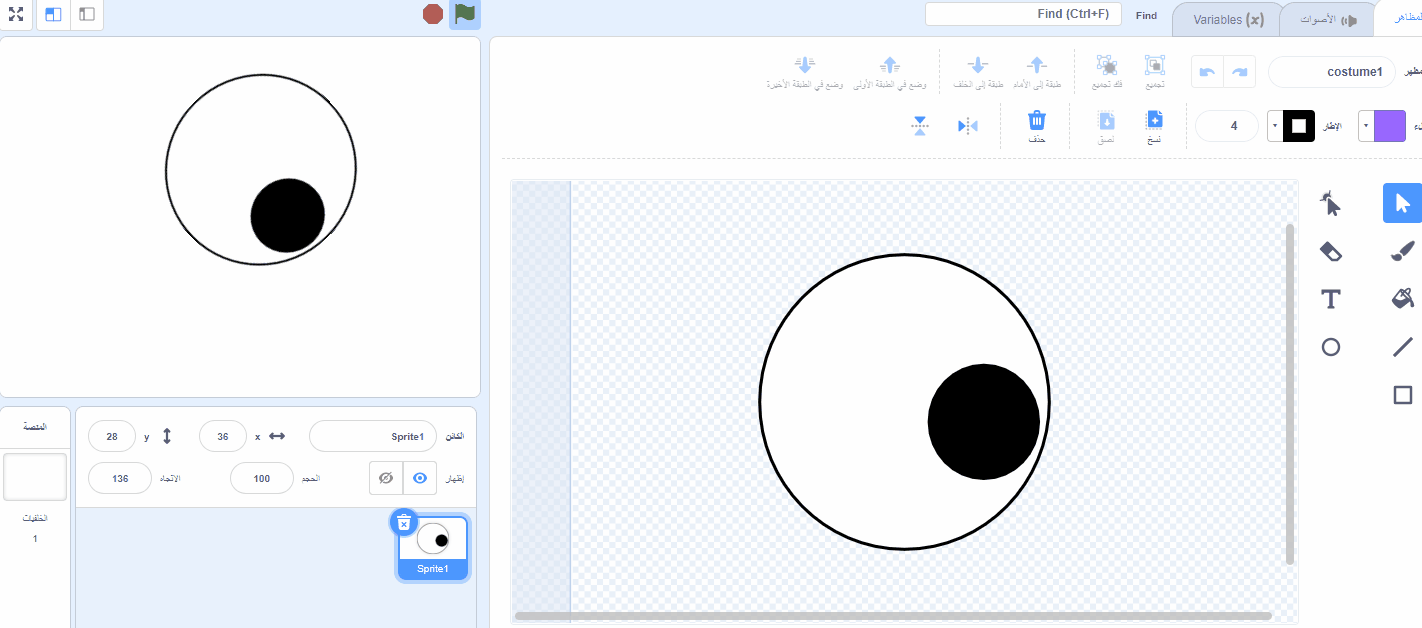 Find (Ctrl+F)
Find
Variables (x)
الأصوات
المظاهر
costume1
تجميع
فك تجميع
طبقة إلى الأمام
طبقة إلى الخلف
وضع في الطبقة الأولى
وضع في الطبقة الأخيرة
4
الإطار
نسخ
لصق
حذف
الكائن
Sprite1
x
36
y
28
إظهار
الحجم
100
الاتجاه
136
Sprite1
المنصة
الخلفيات
1